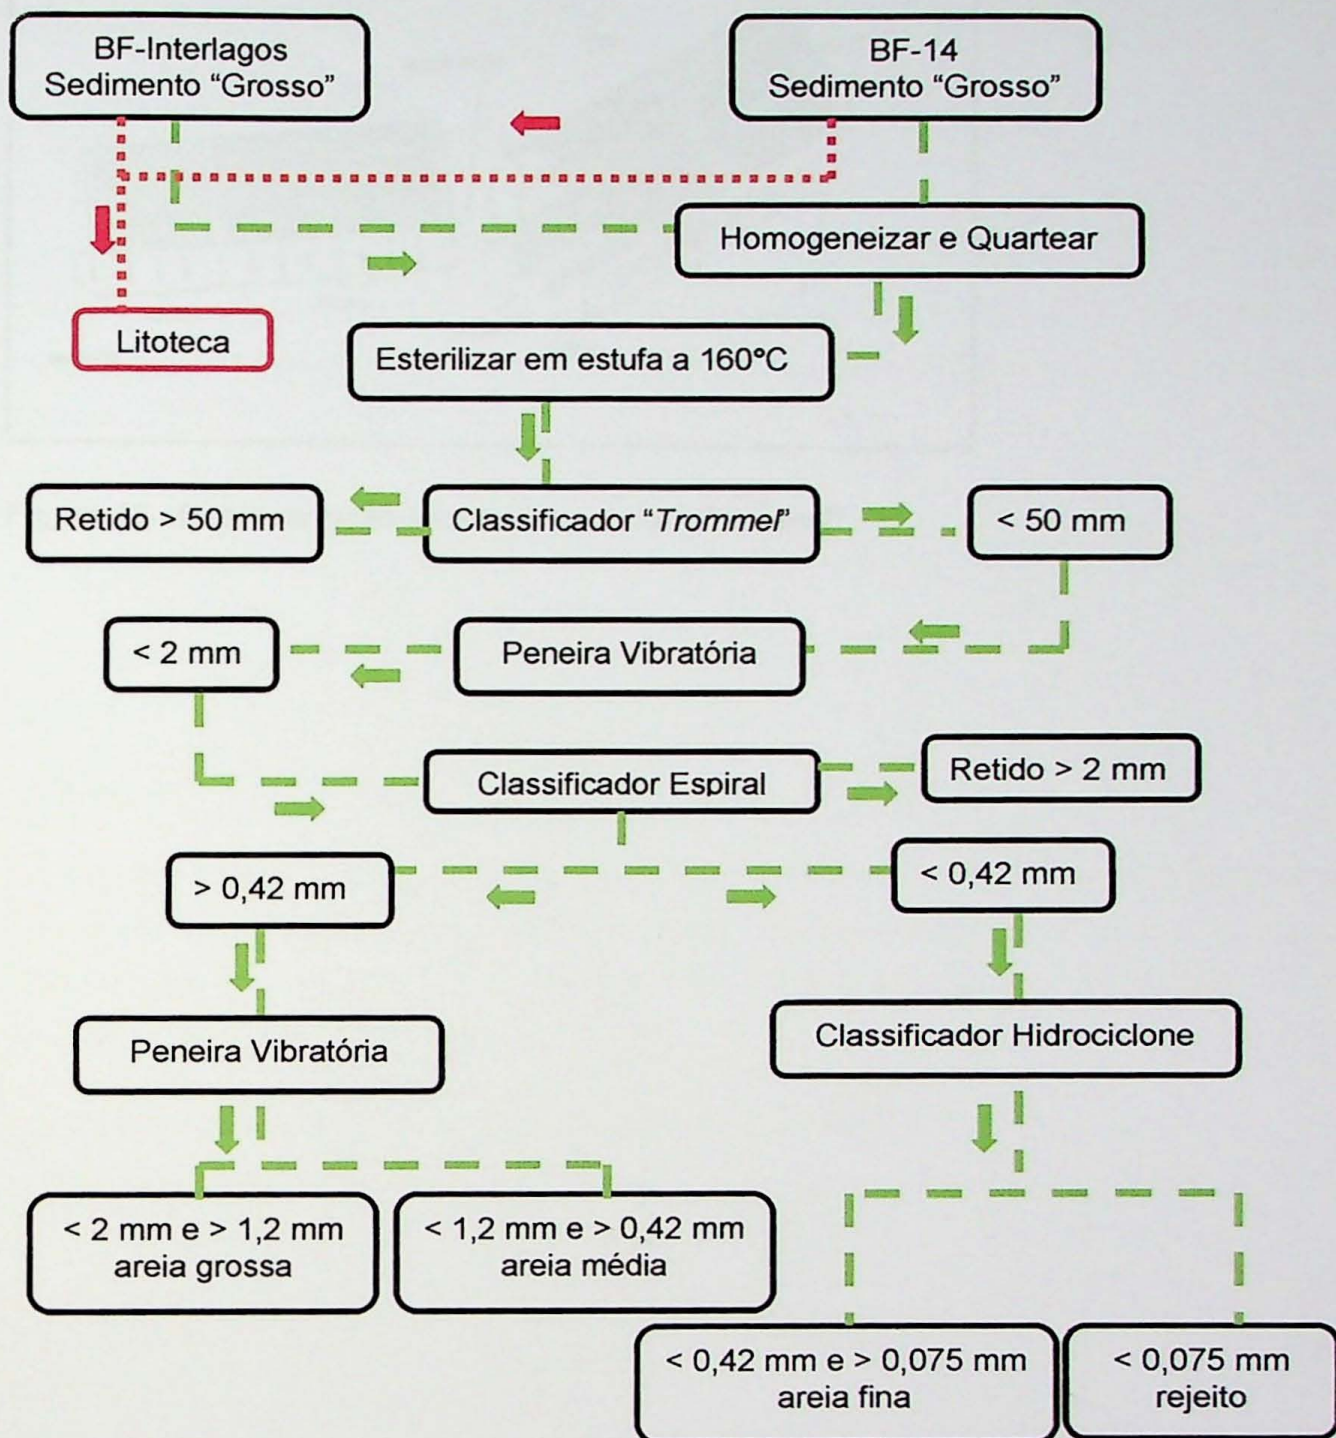 BF-Interlagos
Sedimento “Grosso”
BF-14
Sedimento “Grosso”
Homogeneizar e Quartear
Litoteca
Esterilizar em estufa a 160ºC
Retido > 50 mm
Classificador “Trommel”
< 50 mm
< 2 mm
Peneira Vibratória
Classificador Espiral
Retido > 2 mm
> 0,42 mm
< 0,42 mm
Peneira Vibratória
Classificador Hidrociclone
< 2 mm e > 1,2 mm
areia grossa
< 1,2 mm e > 0,42 mm
areia média
< 0,42 mm e > 0,075 mm
areia fina
< 0,075 mm
rejeito